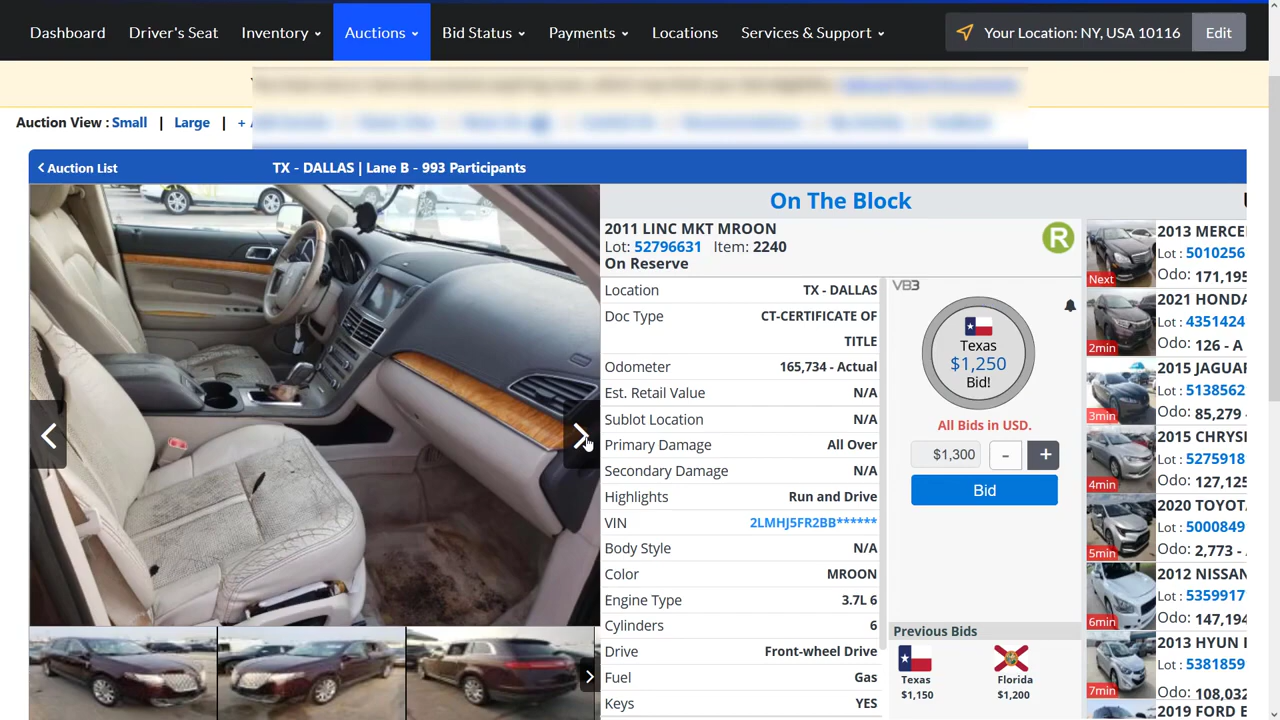 Dashboard Driver's Seat Inventory Auctions Bid Status Payments Locations Services & Support Your Location: NY, USA 10116 Edit
Auction View : Small | Large | +
Auction List TX - DALLAS | Lane B - 993 Participants
On The Block
2011 LINC MKT MROON
Lot: 52796631 Item: 2240
On Reserve
R
Location TX - DALLAS
Doc Type CT-CERTIFICATE OF
TITLE
Odometer 165,734 - Actual
Est. Retail Value N/A
Sublot Location N/A
Primary Damage All Over
Secondary Damage N/A
Highlights Run and Drive
VIN 2LMHJ5FR2BB******
Body Style N/A
Color MROON
Engine Type 3.7L 6
Cylinders 6
Drive Front-wheel Drive
Fuel Gas
Keys YES
VB3
Texas
$1,250
Bid!
All Bids in USD.
$1,300 - +
Bid
Previous Bids
Texas Florida
$1,150 $1,200
2013 MERCE
Lot : 5010256
Odo: 171,195
Next
2021 HONDA
Lot : 4351424
Odo: 126 - A
2min
2015 JAGUAR
Lot : 5138562
Odo: 85,279 -
3min
2015 CHRYSL
Lot : 5275918
Odo: 127,125
4min
2020 TOYOT
Lot : 5000849
Odo: 2,773 -
5min
2012 NISSAN
Lot : 5359917
Odo: 147,194
6min
2013 HYUN
Lot : 5381859
Odo: 108,032
7min
2019 FORD E